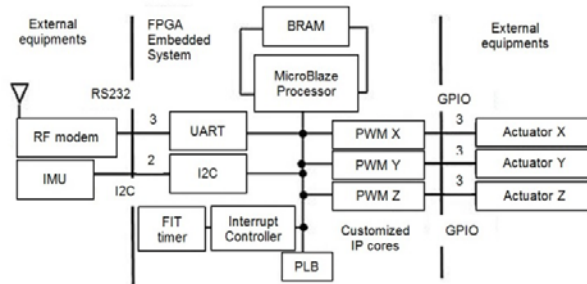 External
equipments
FPGA
Embedded
System
BRAM
External
equipments
MicroBlaze
Processor
RS232
GPIO
RF modem
3
UART
PWM X
3
Actuator X
IMU
2
I2C
PWM Y
3
Actuator Y
I2C
PWM Z
3
Actuator Z
FIT
timer
Interrupt
Controller
Customized
IP cores
GPIO
PLB